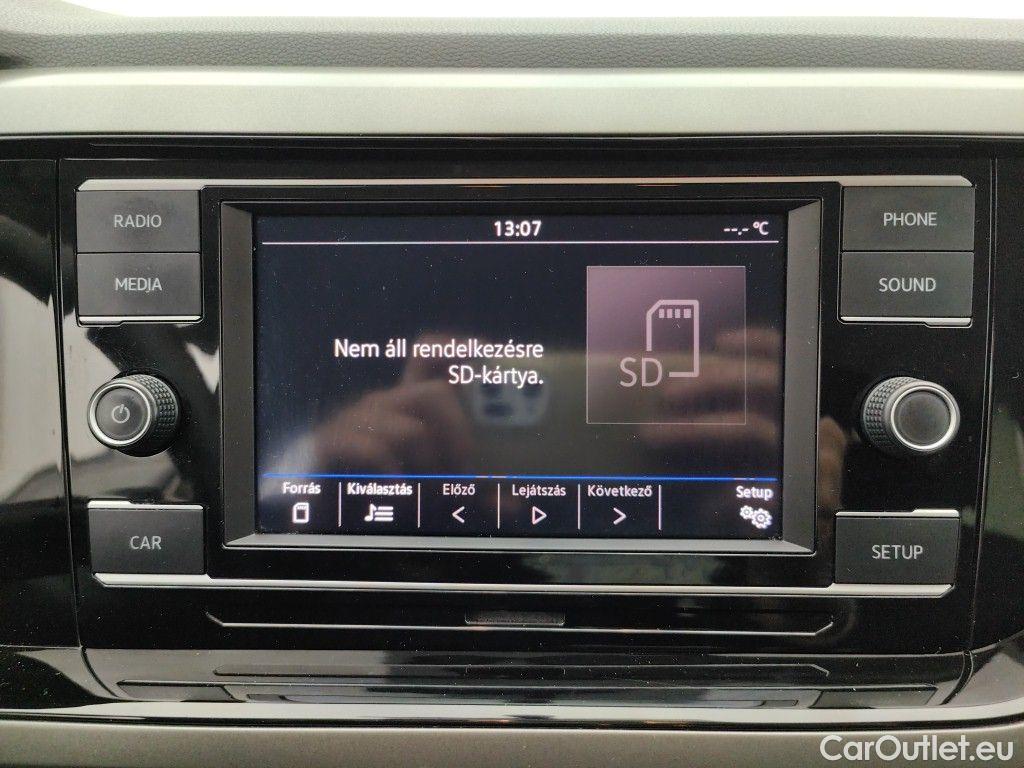 RADIO
PHONE
13:07
--.- °C
MEDIA
SOUND
Nem áll rendelkezésre
SD-kártya.
SD
Forrás
Kiválasztás
Előző
Lejátszás
Következő
Setup
CAR
SETUP
CarOutlet.eu